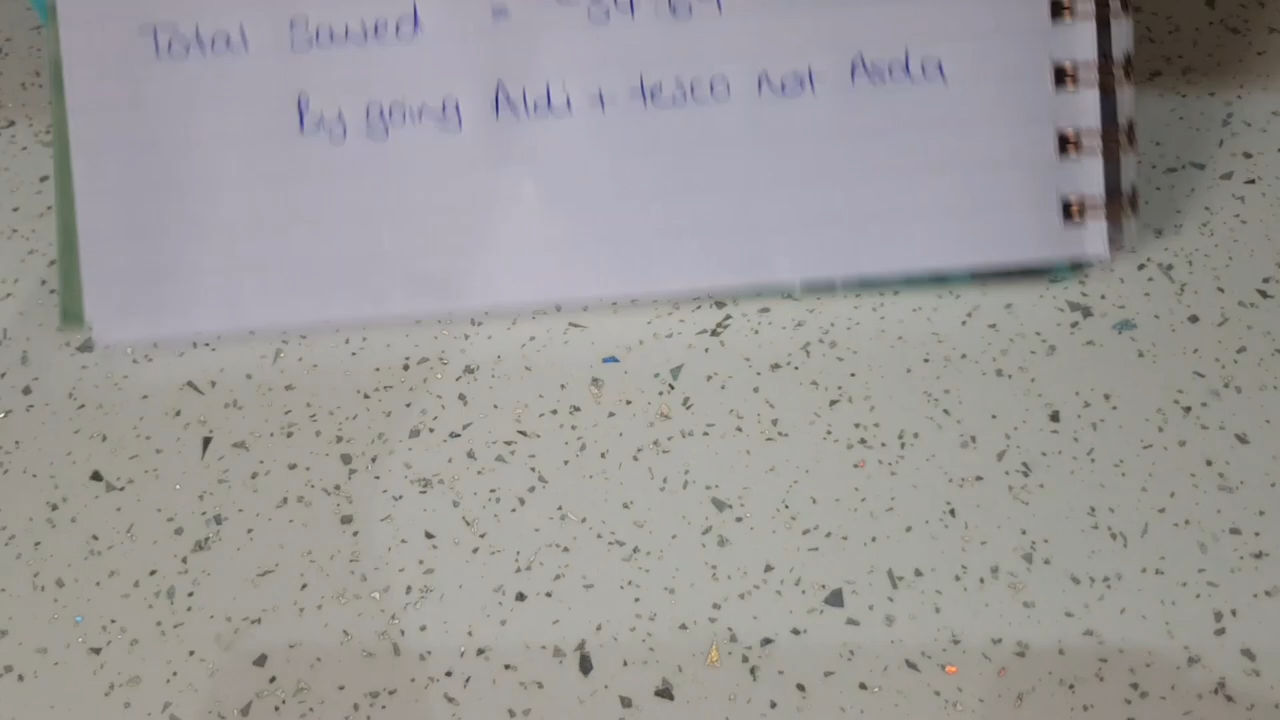 Total Saved =
By going Aldi + tesco not Asda